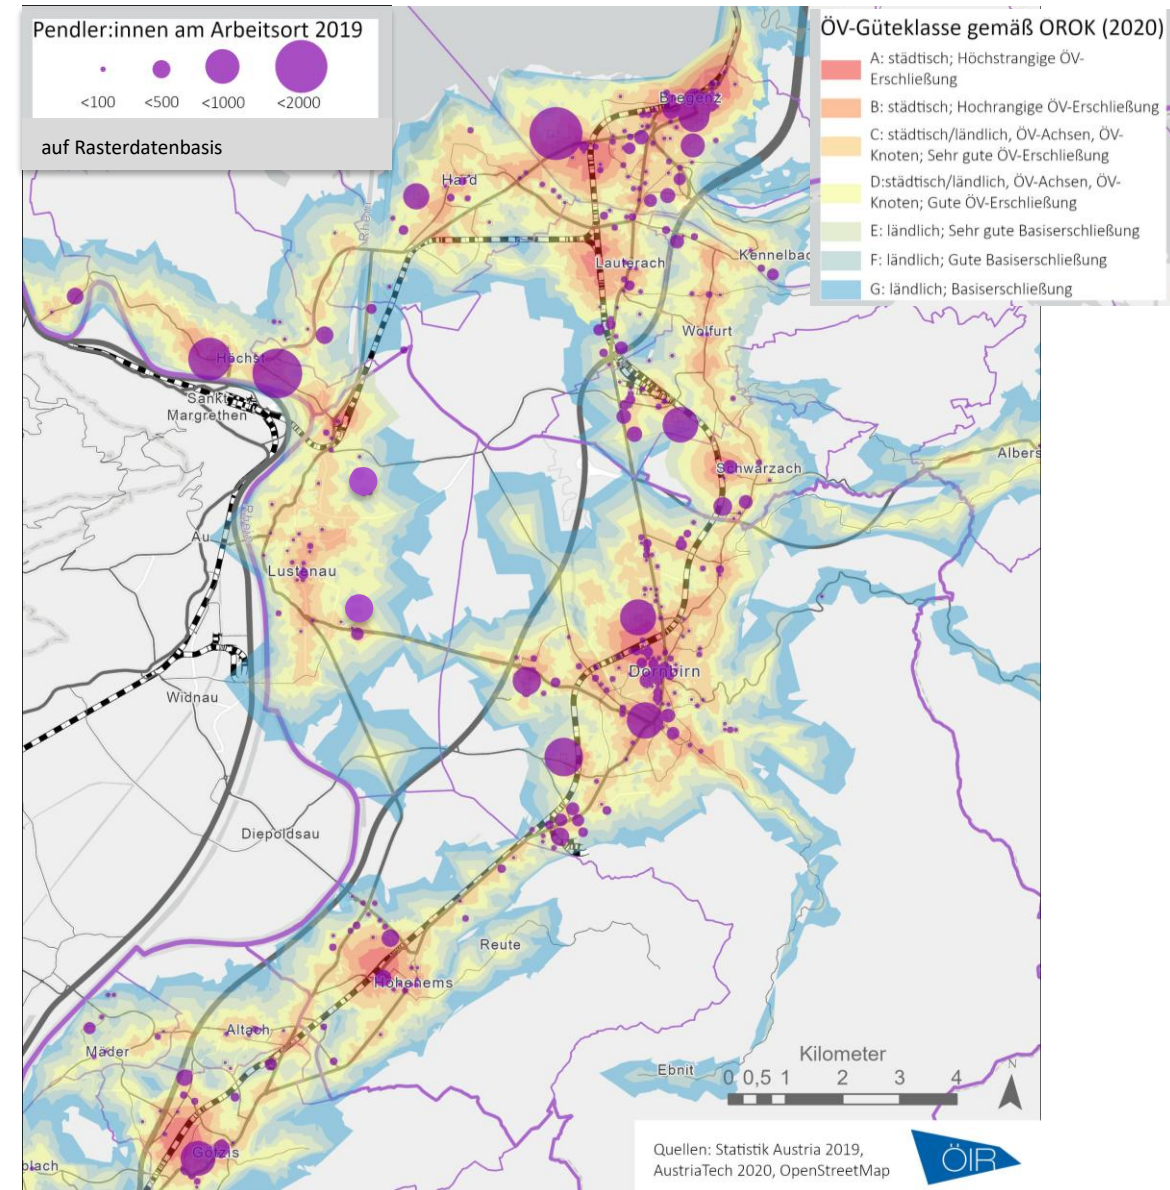 Pendler:innen am Arbeitsort 2019
<100 <500 <1000 <2000
auf Rasterdatenbasis
ÖV-Güteklasse gemäß OROK (2020)
A: städtisch; Höchstrangige ÖV-
Erschließung
B: städtisch; Hochrangige ÖV-Erschließung
C: städtisch/ländlich, ÖV-Achsen, ÖV-
Knoten; Sehr gute ÖV-Erschließung
D:städtisch/ländlich, ÖV-Achsen, ÖV-
Knoten; Gute ÖV-Erschließung
E: ländlich; Sehr gute Basiserschließung
F: ländlich; Gute Basiserschließung
G: ländlich; Basiserschließung
Bregenz
Hard
Rhein
Lauterach
Kennelbac
Wolfurt
Höchst
Sankt
Margrethen
Schwarzach
Albers
Rhein
Au
Lustenau
Dornbirn
Widnau
Diepoldsau
Reute
Hohenems
Altach
Mäder
Ebnit
Götzis
blach
Kilometer
0 0,5 1 2 3 4
N
Quellen: Statistik Austria 2019,
AustriaTech 2020, OpenStreetMap
ÖIR